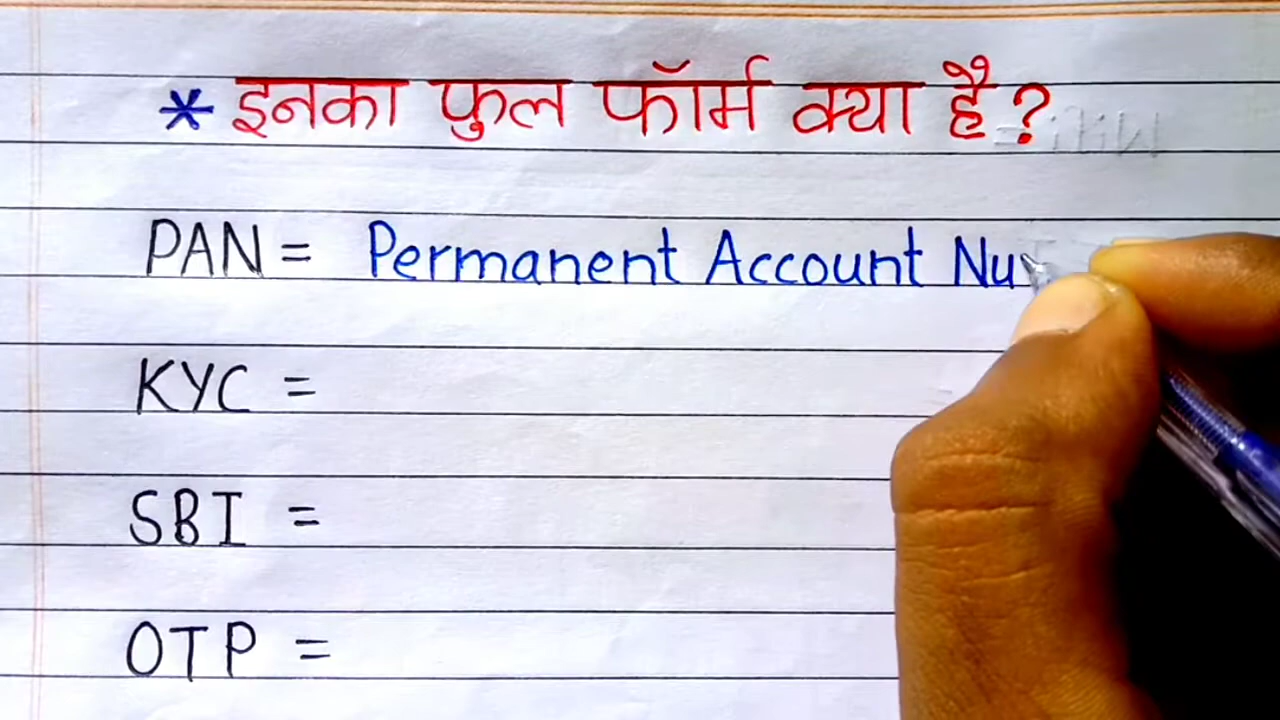 * इनका फुल फॉर्म क्या है?
PAN = Permanent Account Nu
KYC =
SBI =
OTP =